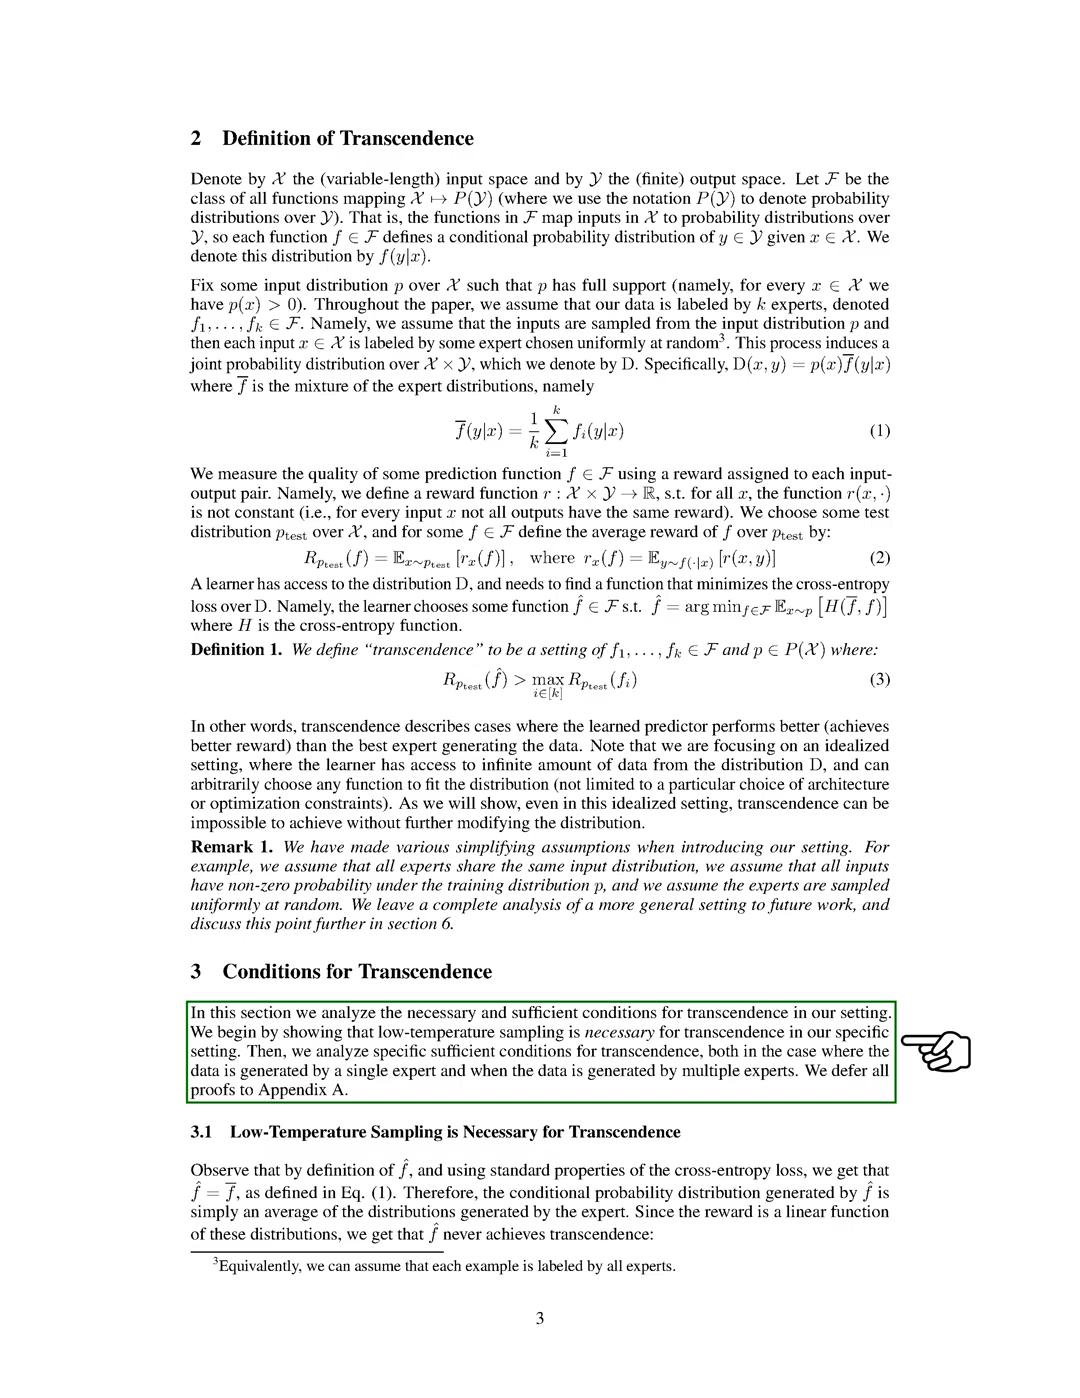 2 Definition of Transcendence
Denote by 𝒳 the (variable-length) input space and by 𝒴 the (finite) output space. Let ℱ be the
class of all functions mapping 𝒳 ↦ P(𝒴) (where we use the notation P(𝒴) to denote probability
distributions over 𝒴). That is, the functions in ℱ map inputs in 𝒳 to probability distributions over
𝒴, so each function f ∈ ℱ defines a conditional probability distribution of y ∈ 𝒴 given x ∈ 𝒳. We
denote this distribution by f(y|x).
Fix some input distribution p over 𝒳 such that p has full support (namely, for every x ∈ 𝒳 we
have p(x) > 0). Throughout the paper, we assume that our data is labeled by k experts, denoted
f₁, . . . , fₖ ∈ ℱ. Namely, we assume that the inputs are sampled from the input distribution p and
then each input x ∈ 𝒳 is labeled by some expert chosen uniformly at random³. This process induces a
joint probability distribution over 𝒳 × 𝒴, which we denote by D. Specifically, D(x, y) = p(x)f̅(y|x)
where f̅ is the mixture of the expert distributions, namely
f̅(y|x) = 1/k ∑_{i=1}^{k} f_i(y|x) (1)
We measure the quality of some prediction function f ∈ ℱ using a reward assigned to each input-
output pair. Namely, we define a reward function r : 𝒳 × 𝒴 → ℝ, s.t. for all x, the function r(x, ·)
is not constant (i.e., for every input x not all outputs have the same reward). We choose some test
distribution p_test over 𝒳, and for some f ∈ ℱ define the average reward of f over p_test by:
R_{p_test}(f) = 𝔼_{x∼p_test} [r_x(f)] , where r_x(f) = 𝔼_{y∼f(·|x)} [r(x, y)] (2)
A learner has access to the distribution D, and needs to find a function that minimizes the cross-entropy
loss over D. Namely, the learner chooses some function f̂ ∈ ℱ s.t. f̂ = arg min_{f∈ℱ} 𝔼_{x∼p} [H(f̅, f)]
where H is the cross-entropy function.
Definition 1. We define “transcendence” to be a setting of f₁, . . . , fₖ ∈ ℱ and p ∈ P(𝒳) where:
R_{p_test}(f̂) > max_{i∈[k]} R_{p_test}(f_i) (3)
In other words, transcendence describes cases where the learned predictor performs better (achieves
better reward) than the best expert generating the data. Note that we are focusing on an idealized
setting, where the learner has access to infinite amount of data from the distribution D, and can
arbitrarily choose any function to fit the distribution (not limited to a particular choice of architecture
or optimization constraints). As we will show, even in this idealized setting, transcendence can be
impossible to achieve without further modifying the distribution.
Remark 1. We have made various simplifying assumptions when introducing our setting. For
example, we assume that all experts share the same input distribution, we assume that all inputs
have non-zero probability under the training distribution p, and we assume the experts are sampled
uniformly at random. We leave a complete analysis of a more general setting to future work, and
discuss this point further in section 6.
3 Conditions for Transcendence
In this section we analyze the necessary and sufficient conditions for transcendence in our setting.
We begin by showing that low-temperature sampling is necessary for transcendence in our specific
setting. Then, we analyze specific sufficient conditions for transcendence, both in the case where the
data is generated by a single expert and when the data is generated by multiple experts. We defer all
proofs to Appendix A.
3.1 Low-Temperature Sampling is Necessary for Transcendence
Observe that by definition of f̂, and using standard properties of the cross-entropy loss, we get that
f̂ = f̅, as defined in Eq. (1). Therefore, the conditional probability distribution generated by f̂ is
simply an average of the distributions generated by the expert. Since the reward is a linear function
of these distributions, we get that f̂ never achieves transcendence:
³Equivalently, we can assume that each example is labeled by all experts.
3